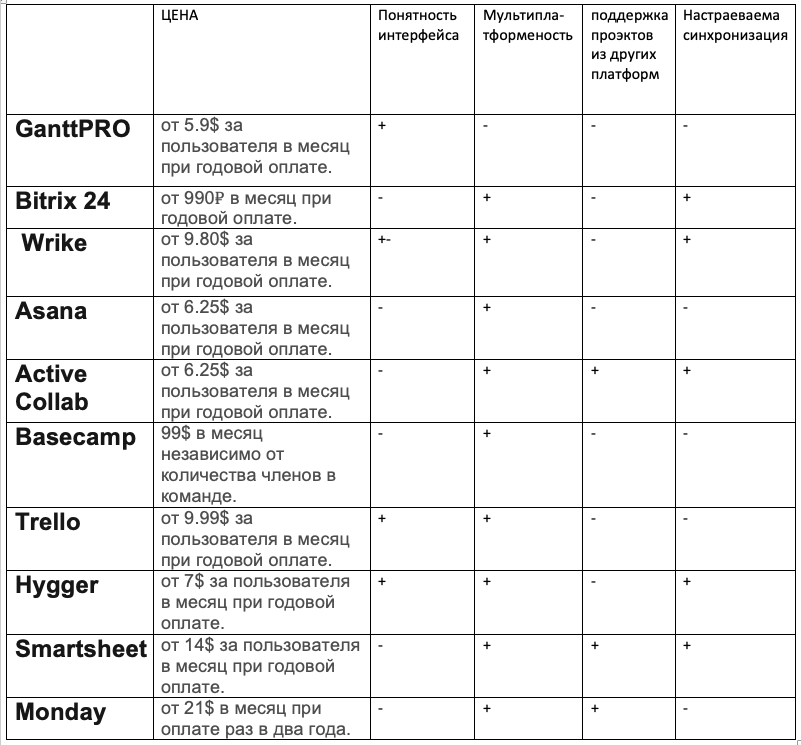 ЦЕНА
Понятность
интерфейса
Мультипла-
тформеность
поддержка
проэктов
из других
платформ
Настраеваема
синхронизация
GanttPRO
от 5.9$ за
пользователя в месяц
при годовой оплате.
+
-
-
-
Bitrix 24
от 990₽ в месяц при
годовой оплате.
-
+
-
+
Wrike
от 9.80$ за
пользователя в месяц
при годовой оплате.
+-
+
-
+
Asana
от 6.25$ за
пользователя в месяц
при годовой оплате.
-
+
-
-
Active
Collab
от 6.25$ за
пользователя в месяц
при годовой оплате.
-
+
+
+
Basecamp
99$ в месяц
независимо от
количества членов в
команде.
-
+
-
-
Trello
от 9.99$ за
пользователя в месяц
при годовой оплате.
+
+
-
-
Hygger
от 7$ за пользователя
в месяц при годовой
оплате.
+
+
-
+
Smartsheet
от 14$ за пользователя
в месяц при годовой
оплате.
-
+
+
+
Monday
от 21$ в месяц при
оплате раз в два года.
-
+
+
-